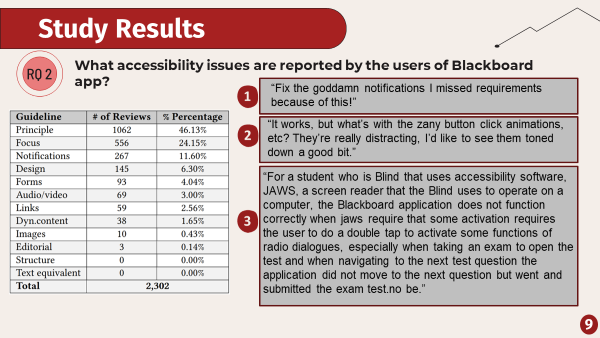 Study Results
RQ 2
What accessibility issues are reported by the users of Blackboard
app?
Guideline # of Reviews % Percentage
Principle 1062 46.13%
Focus 556 24.15%
Notifications 267 11.60%
Design 145 6.30%
Forms 93 4.04%
Audio/video 69 3.00%
Links 59 2.56%
Dyn.content 38 1.65%
Images 10 0.43%
Editorial 3 0.14%
Structure 0 0.00%
Text equivalent 0 0.00%
Total 2,302
1
“Fix the goddamn notifications I missed requirements
because of this!”
2
“It works, but what’s with the zany button click animations,
etc? They’re really distracting, I’d like to see them toned
down a good bit.”
3
“For a student who is Blind that uses accessibility software,
JAWS, a screen reader that the Blind uses to operate on a
computer, the Blackboard application does not function
correctly when jaws require that some activation requires
the user to do a double tap to activate some functions of
radio dialogues, especially when taking an exam to open the
test and when navigating to the next test question the
application did not move to the next question but went and
submitted the exam test.no be.”
9